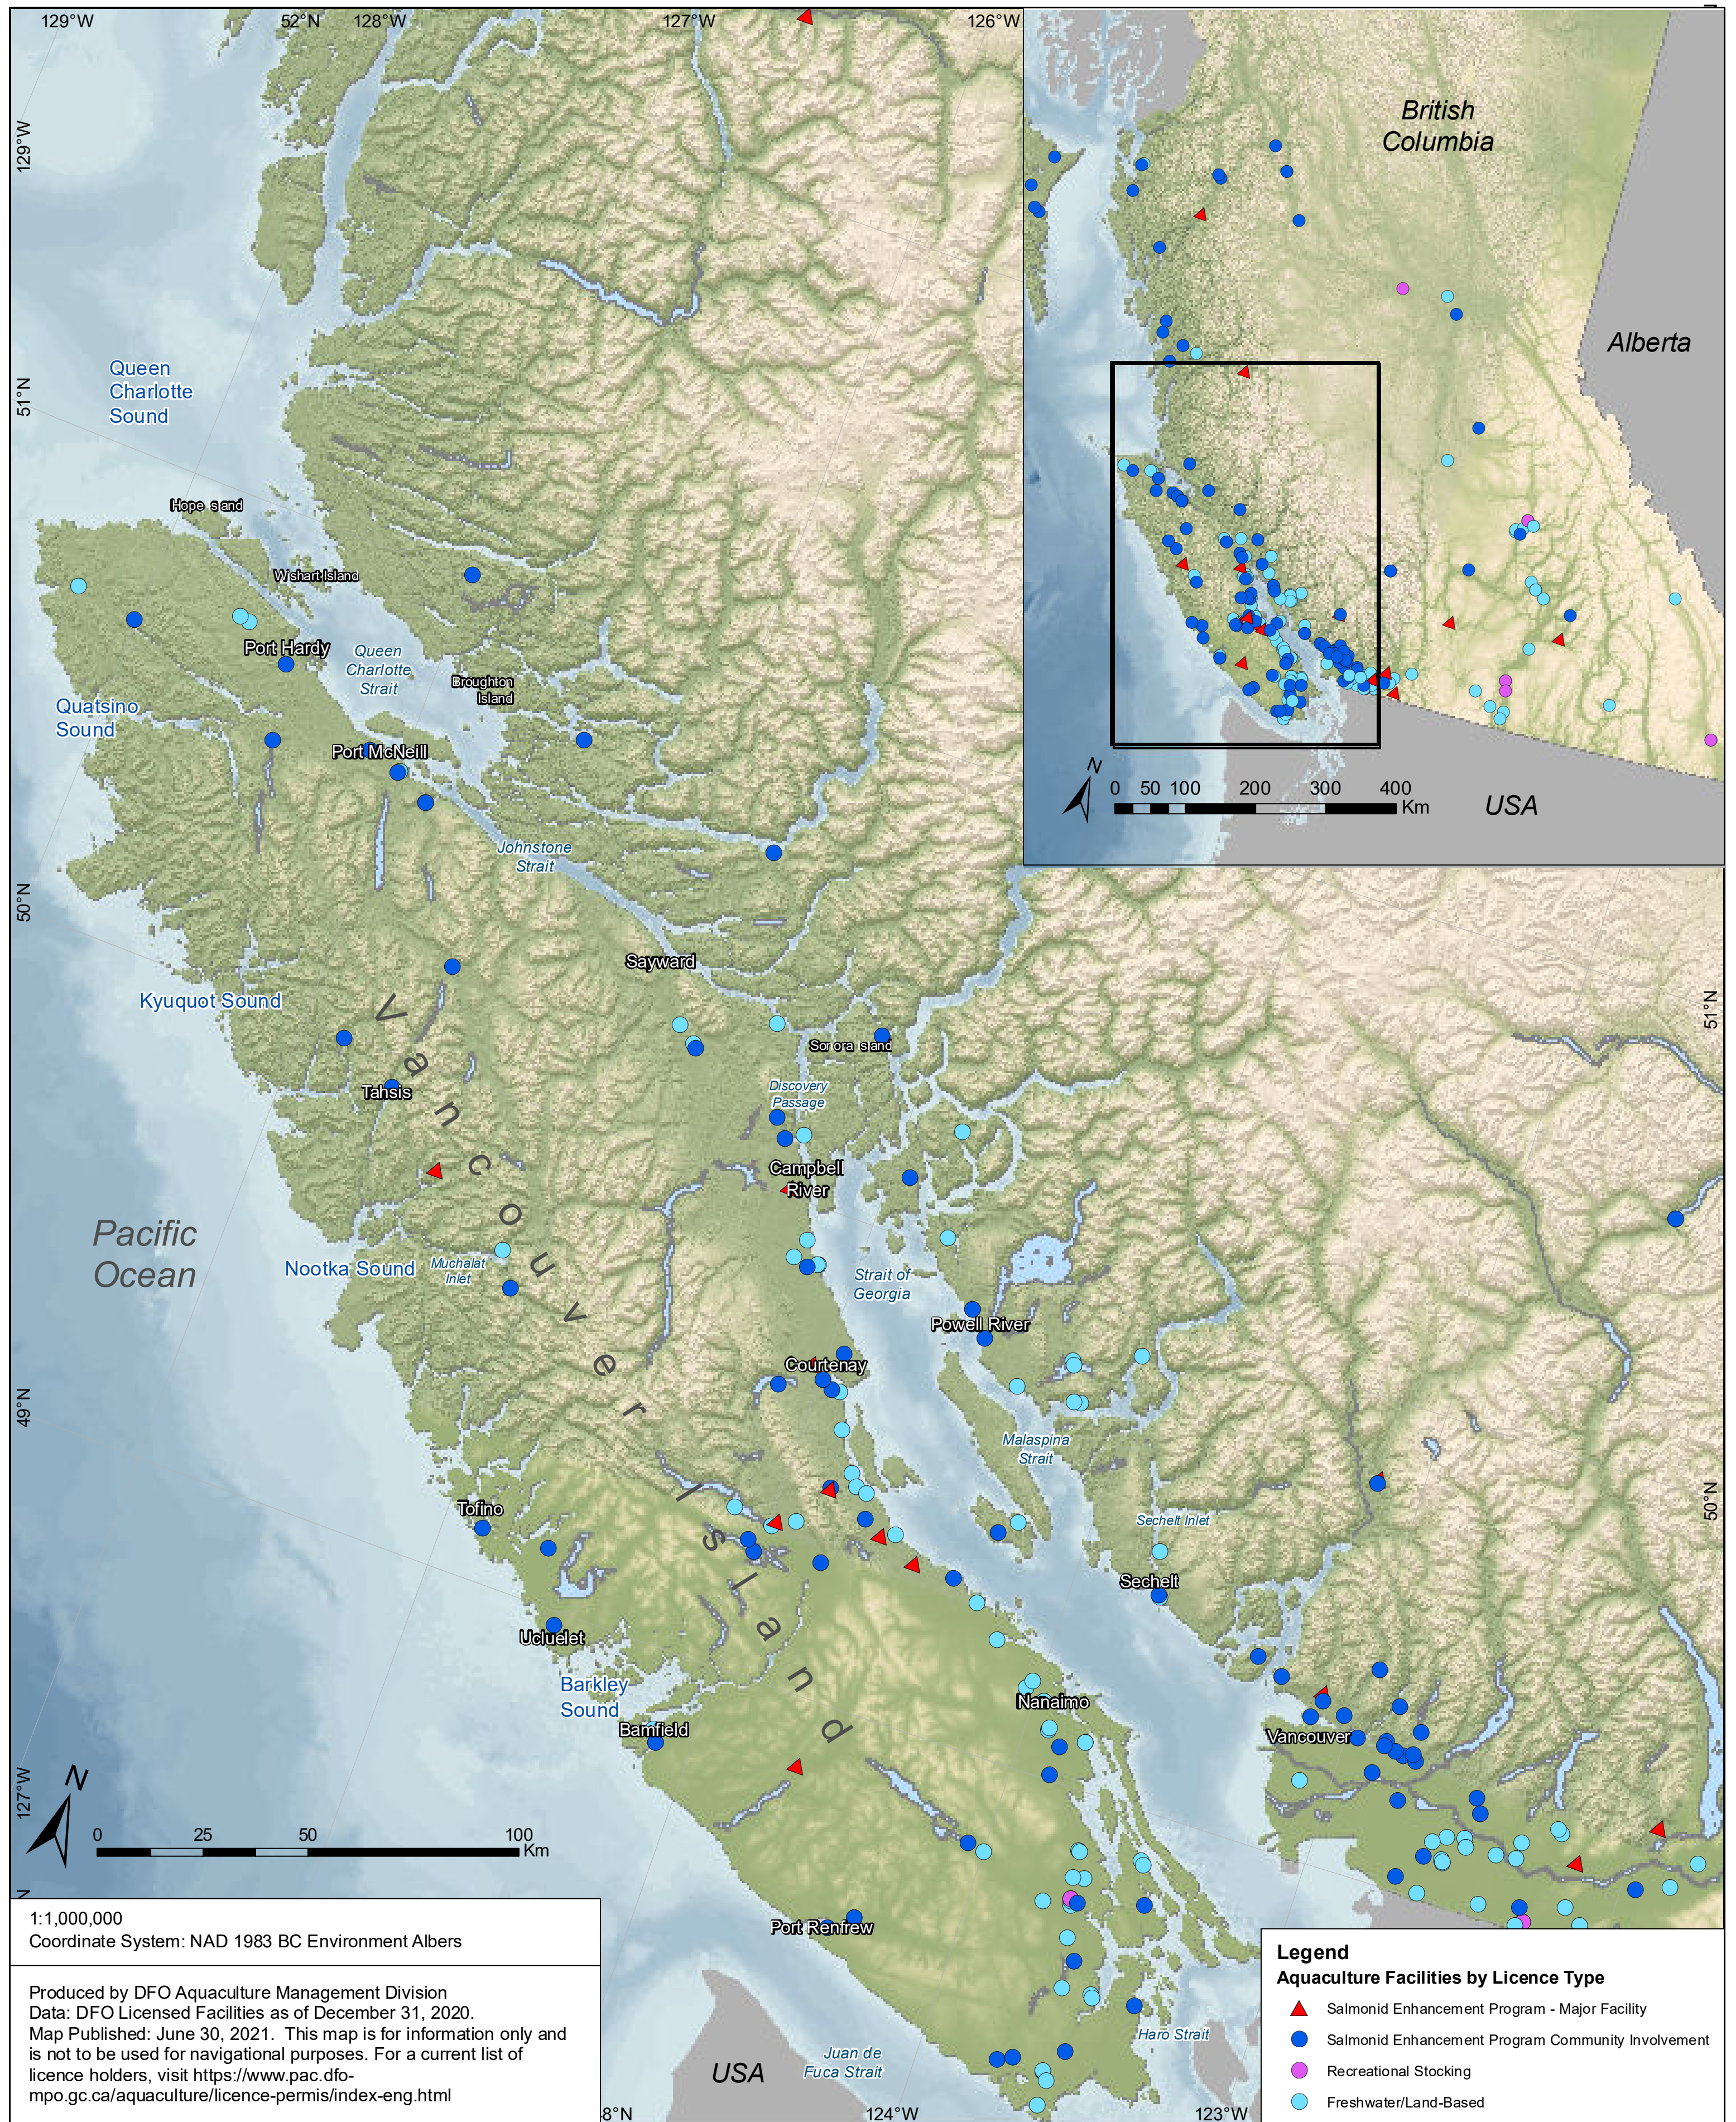 129°W
52°N
128°W
127°W
126°W
129°W
51°N
50°N
49°N
127°W
N
8°N
124°W
123°W
51°N
50°N
British
Columbia
Alberta
USA
N
0 50 100 200 300 400
Km
Queen
Charlotte
Sound
Hope s and
W shart Island
Port Hardy
Queen
Charlotte
Strait
Broughton
Island
Quatsino
Sound
Port McNeill
Johnstone
Strait
Sayward
Kyuquot Sound
Sonora sland
Tahsis
Discovery
Passage
Campbell
River
Pacific
Ocean
Nootka Sound
Muchalat
Inlet
Strait of
Georgia
Powell River
Courtenay
Vancouver Island
Malaspina
Strait
Tofino
Sechelt Inlet
Sechelt
Ucluelet
Barkley
Sound
Bamfield
Nanaimo
Vancouver
N
0 25 50 100
Km
Port Renfrew
Haro Strait
Juan de
Fuca Strait
USA
1:1,000,000
Coordinate System: NAD 1983 BC Environment Albers
Produced by DFO Aquaculture Management Division
Data: DFO Licensed Facilities as of December 31, 2020.
Map Published: June 30, 2021. This map is for information only and
is not to be used for navigational purposes. For a current list of
licence holders, visit https://www.pac.dfo-
mpo.gc.ca/aquaculture/licence-permis/index-eng.html
Legend
Aquaculture Facilities by Licence Type
Salmonid Enhancement Program - Major Facility
Salmonid Enhancement Program Community Involvement
Recreational Stocking
Freshwater/Land-Based